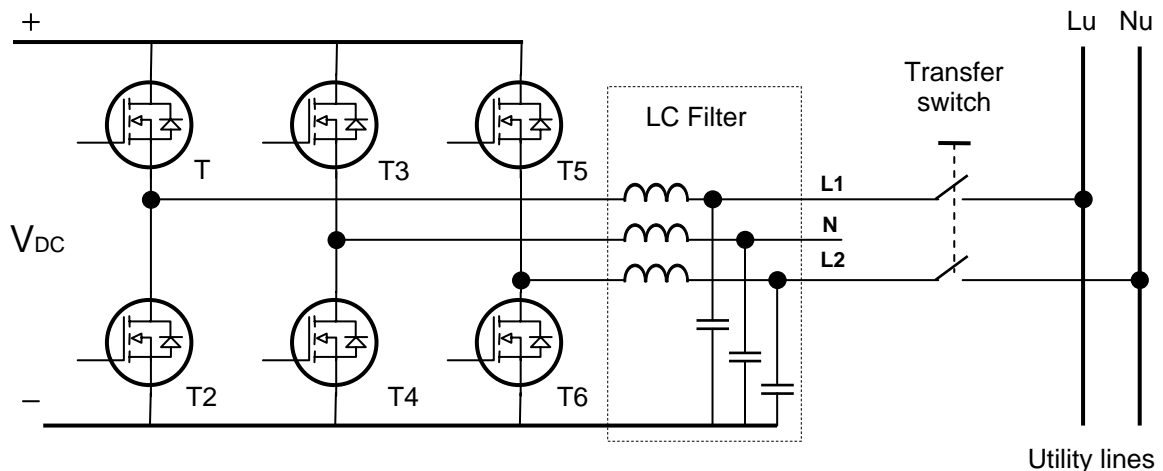 +
Lu Nu
Transfer
switch
LC Filter
T
T3
T5
L1
N
L2
VDC
T2
T4
T6
–
Utility lines